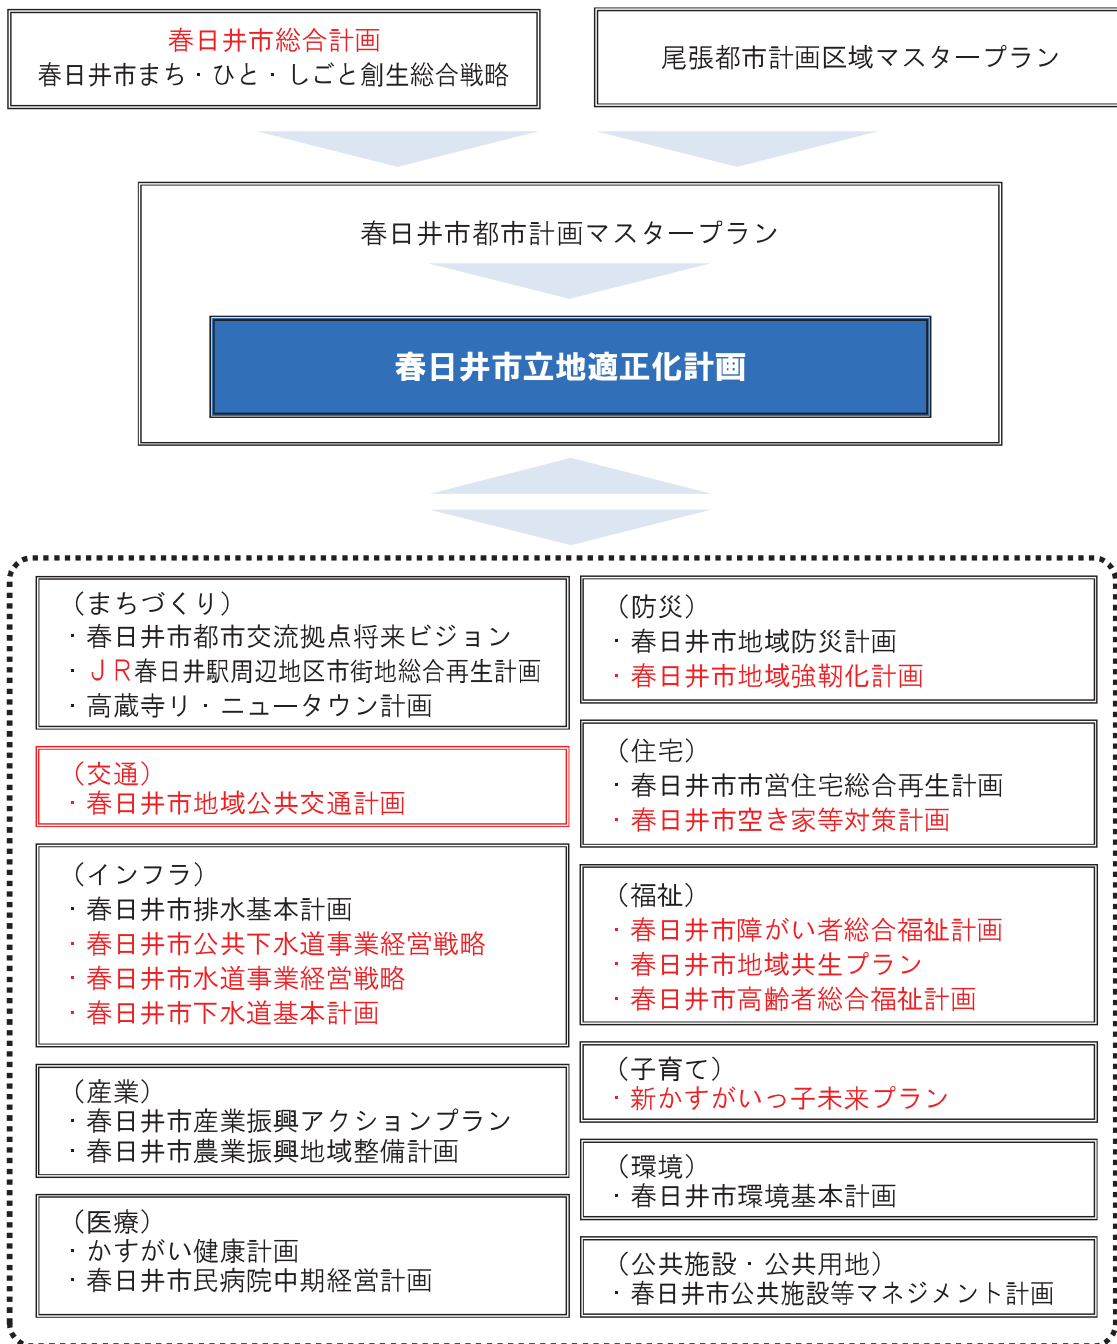 春日井市総合計画
春日井市まち・ひと・しごと創生総合戦略
尾張都市計画区域マスタープラン
春日井市都市計画マスタープラン
春日井市立地適正化計画
（まちづくり）
・春日井市都市交流拠点将来ビジョン
・ＪＲ春日井駅周辺地区市街地総合再生計画
・高蔵寺リ・ニュータウン計画
（交通）
・春日井市地域公共交通計画
（インフラ）
・春日井市排水基本計画
・春日井市公共下水道事業経営戦略
・春日井市水道事業経営戦略
・春日井市下水道基本計画
（産業）
・春日井市産業振興アクションプラン
・春日井市農業振興地域整備計画
（医療）
・かすがい健康計画
・春日井市民病院中期経営計画
（防災）
・春日井市地域防災計画
・春日井市地域強靭化計画
（住宅）
・春日井市市営住宅総合再生計画
・春日井市空き家等対策計画
（福祉）
・春日井市障がい者総合福祉計画
・春日井市地域共生プラン
・春日井市高齢者総合福祉計画
（子育て）
・新かすがいっ子未来プラン
（環境）
・春日井市環境基本計画
（公共施設・公共用地）
・春日井市公共施設等マネジメント計画